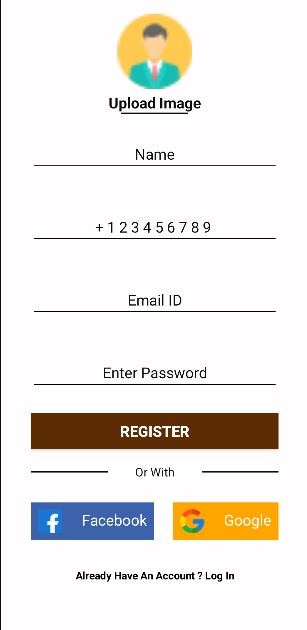 Upload Image
Name
+ 1 2 3 4 5 6 7 8 9
Email ID
Enter Password
REGISTER
Or With
Facebook Google
Already Have An Account ? Log In